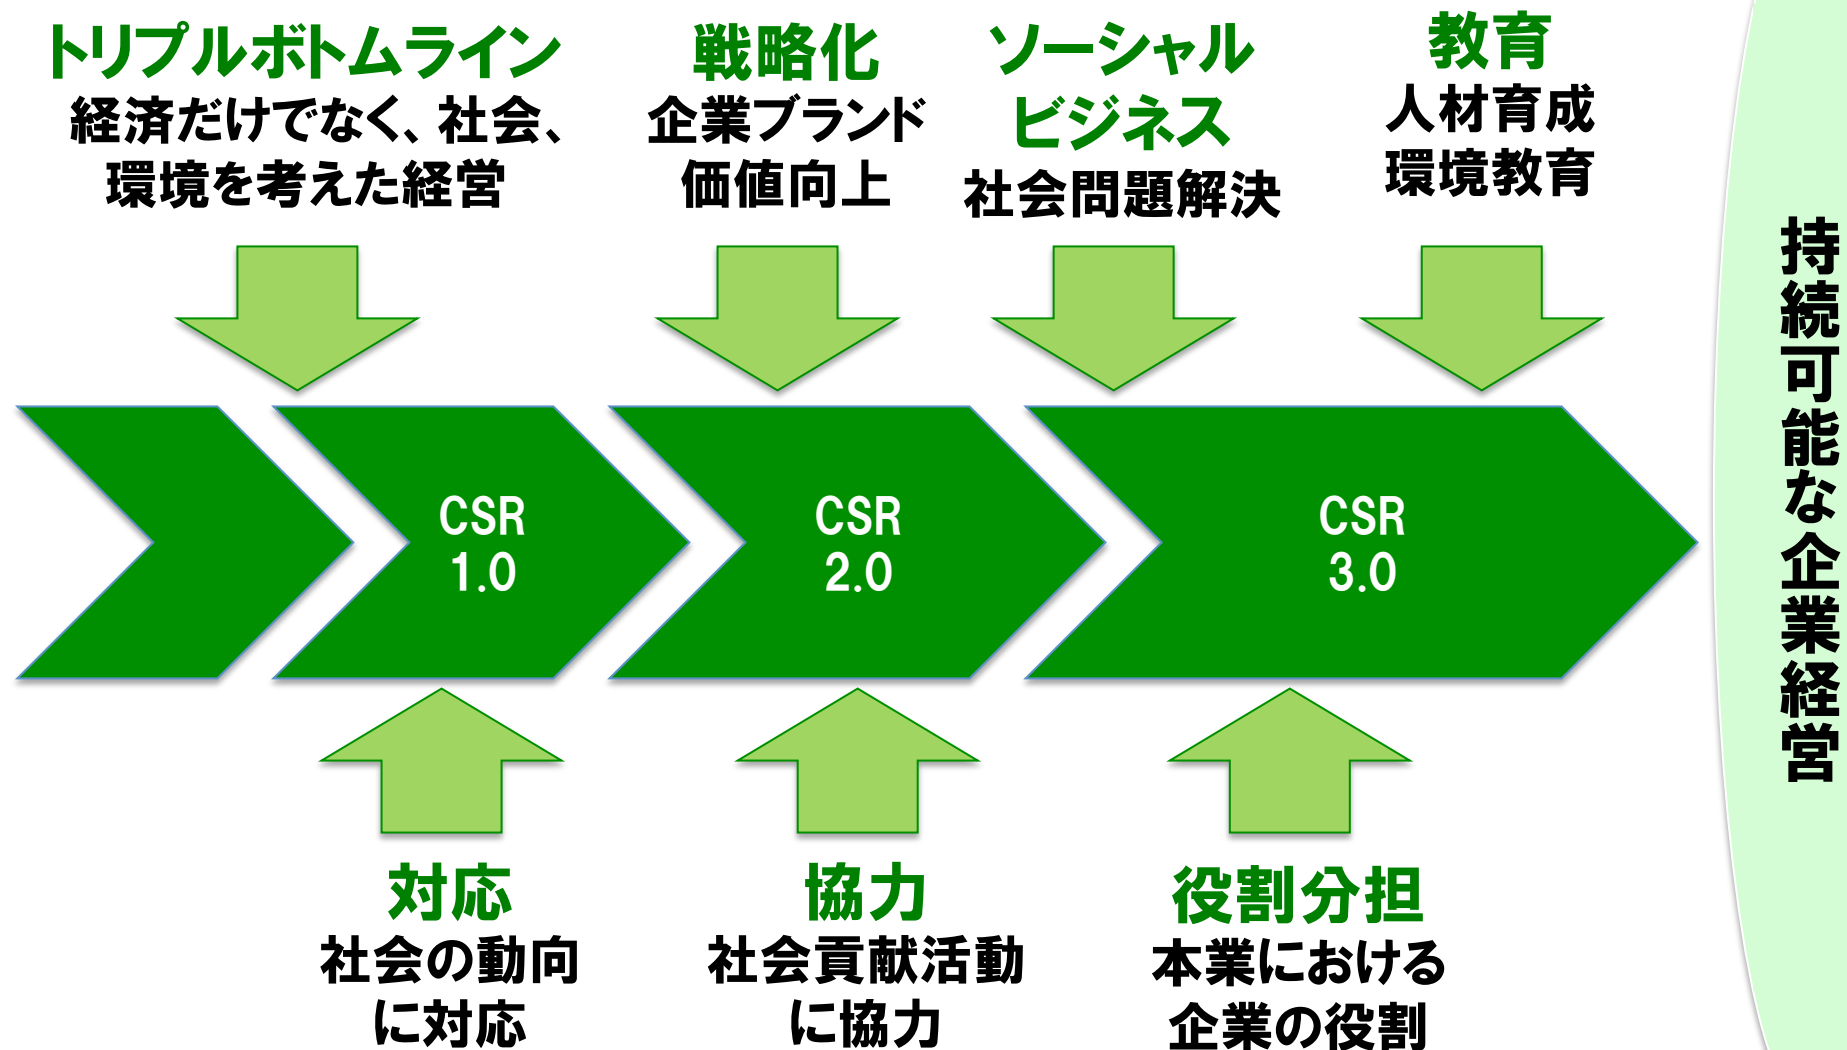 トリプルボトムライン
経済だけでなく、社会、
環境を考えた経営
戦略化
企業ブランド
価値向上
ソーシャル
ビジネス
社会問題解決
教育
人材育成
環境教育
CSR
1.0
CSR
2.0
CSR
3.0
対応
社会の動向
に対応
協力
社会貢献活動
に協力
役割分担
本業における
企業の役割
持続可能な企業経営